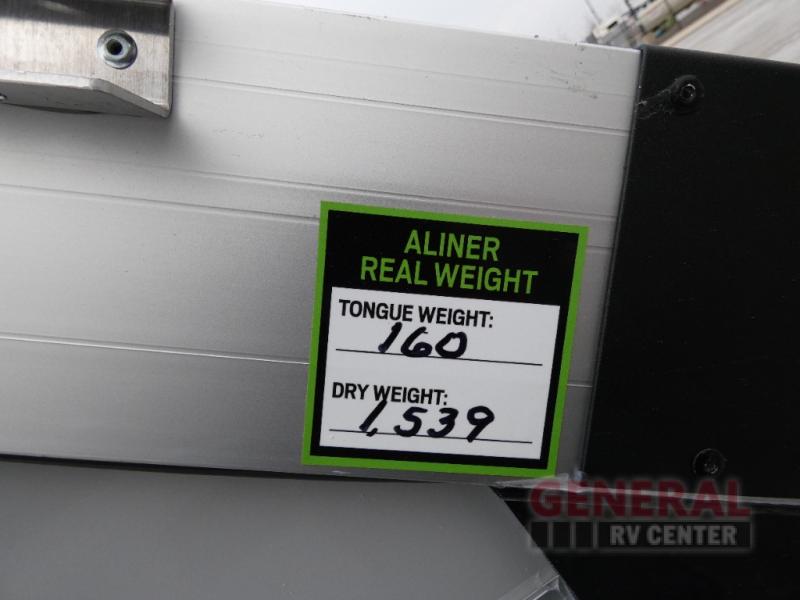 ALINER
REAL WEIGHT
TONGUE WEIGHT:
160
DRY WEIGHT:
1,539
GENERAL
RV CENTER